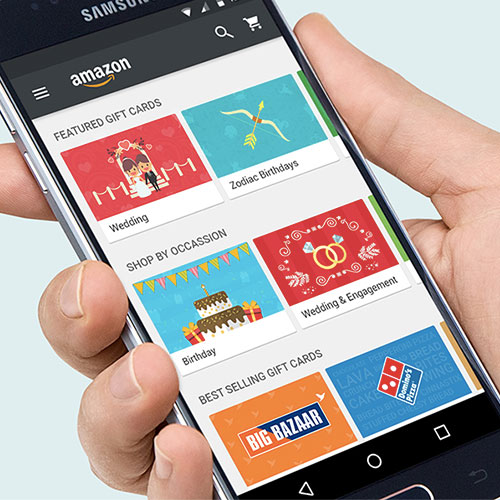 SAMSUNG
amazon
FEATURED GIFT CARDS
Wedding
Zodiac Birthdays
SHOP BY OCCASSION
Birthday
Wedding & Engagement
BEST SELLING GIFT CARDS
BIG BAZAAR
Domino's
Pizza